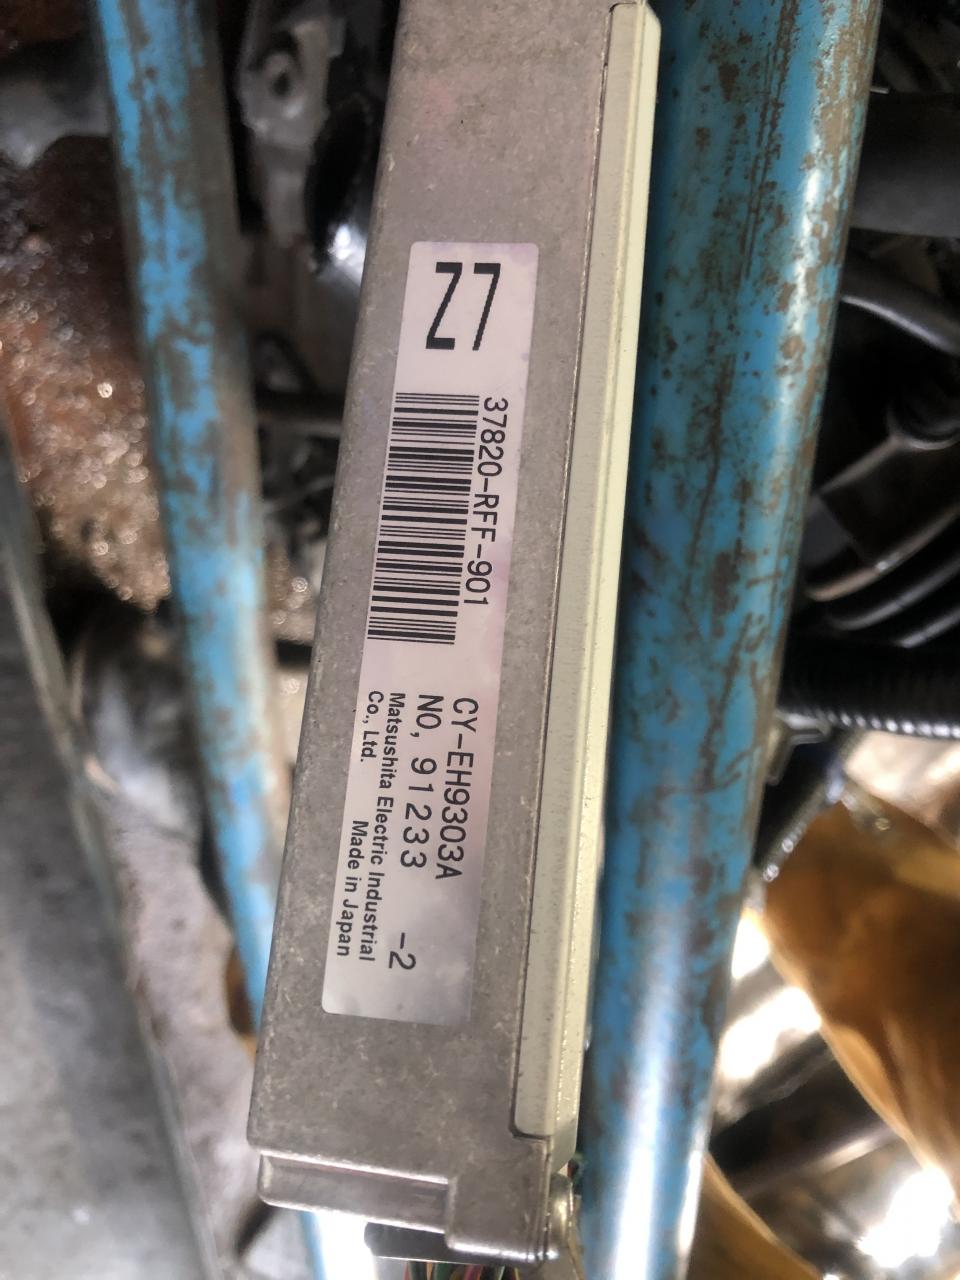 Z7
37820-RFF-901
CY-EH9303A
NO, 91233 -2
Matsushita Electric Industrial
Co., Ltd. Made in Japan